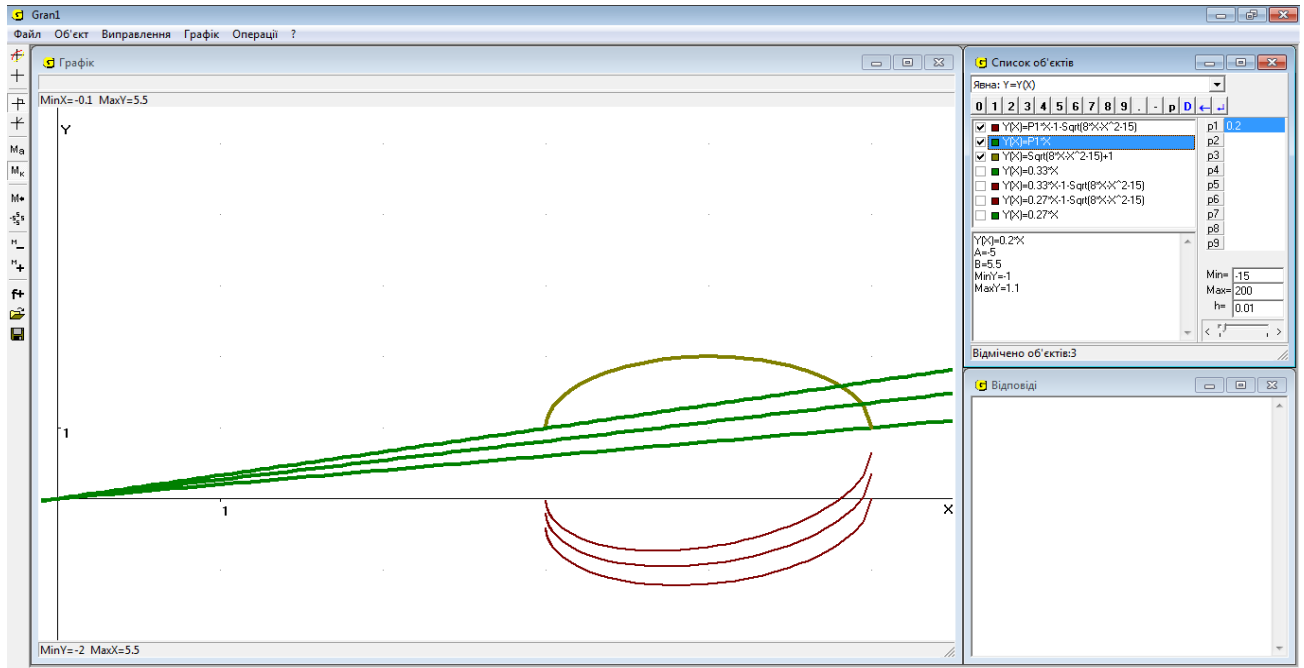 Gran1
Файл Об'єкт Виправлення Графік Операції ?
Графік
MinX=-0.1 MaxY=5.5
Y
1
1
X
MinY=-2 MaxX=5.5
Ma
Mк
M
-sss
M
M+
f+
Список об'єктів
Явна: Y=Y(X)
0 1 2 3 4 5 6 7 8 9 . - p D
Y(X)=P1*X-1-Sqrt(8*X-X^2-15)
Y(X)=P1*X
Y(X)=Sqrt(8*X-X^2-15)+1
Y(X)=0.33*X
Y(X)=0.33*X-1-Sqrt(8*X-X^2-15)
Y(X)=0.27*X-1-Sqrt(8*X-X^2-15)
Y(X)=0.27*X
p1 0.2
p2
p3
p4
p5
p6
p7
p8
p9
Y(X)=0.2*X
A=-5
B=5.5
MinY=-1
MaxY=1.1
Min= -15
Max= 200
h= 0.01
Відмічено об'єктів:3
Відповіді